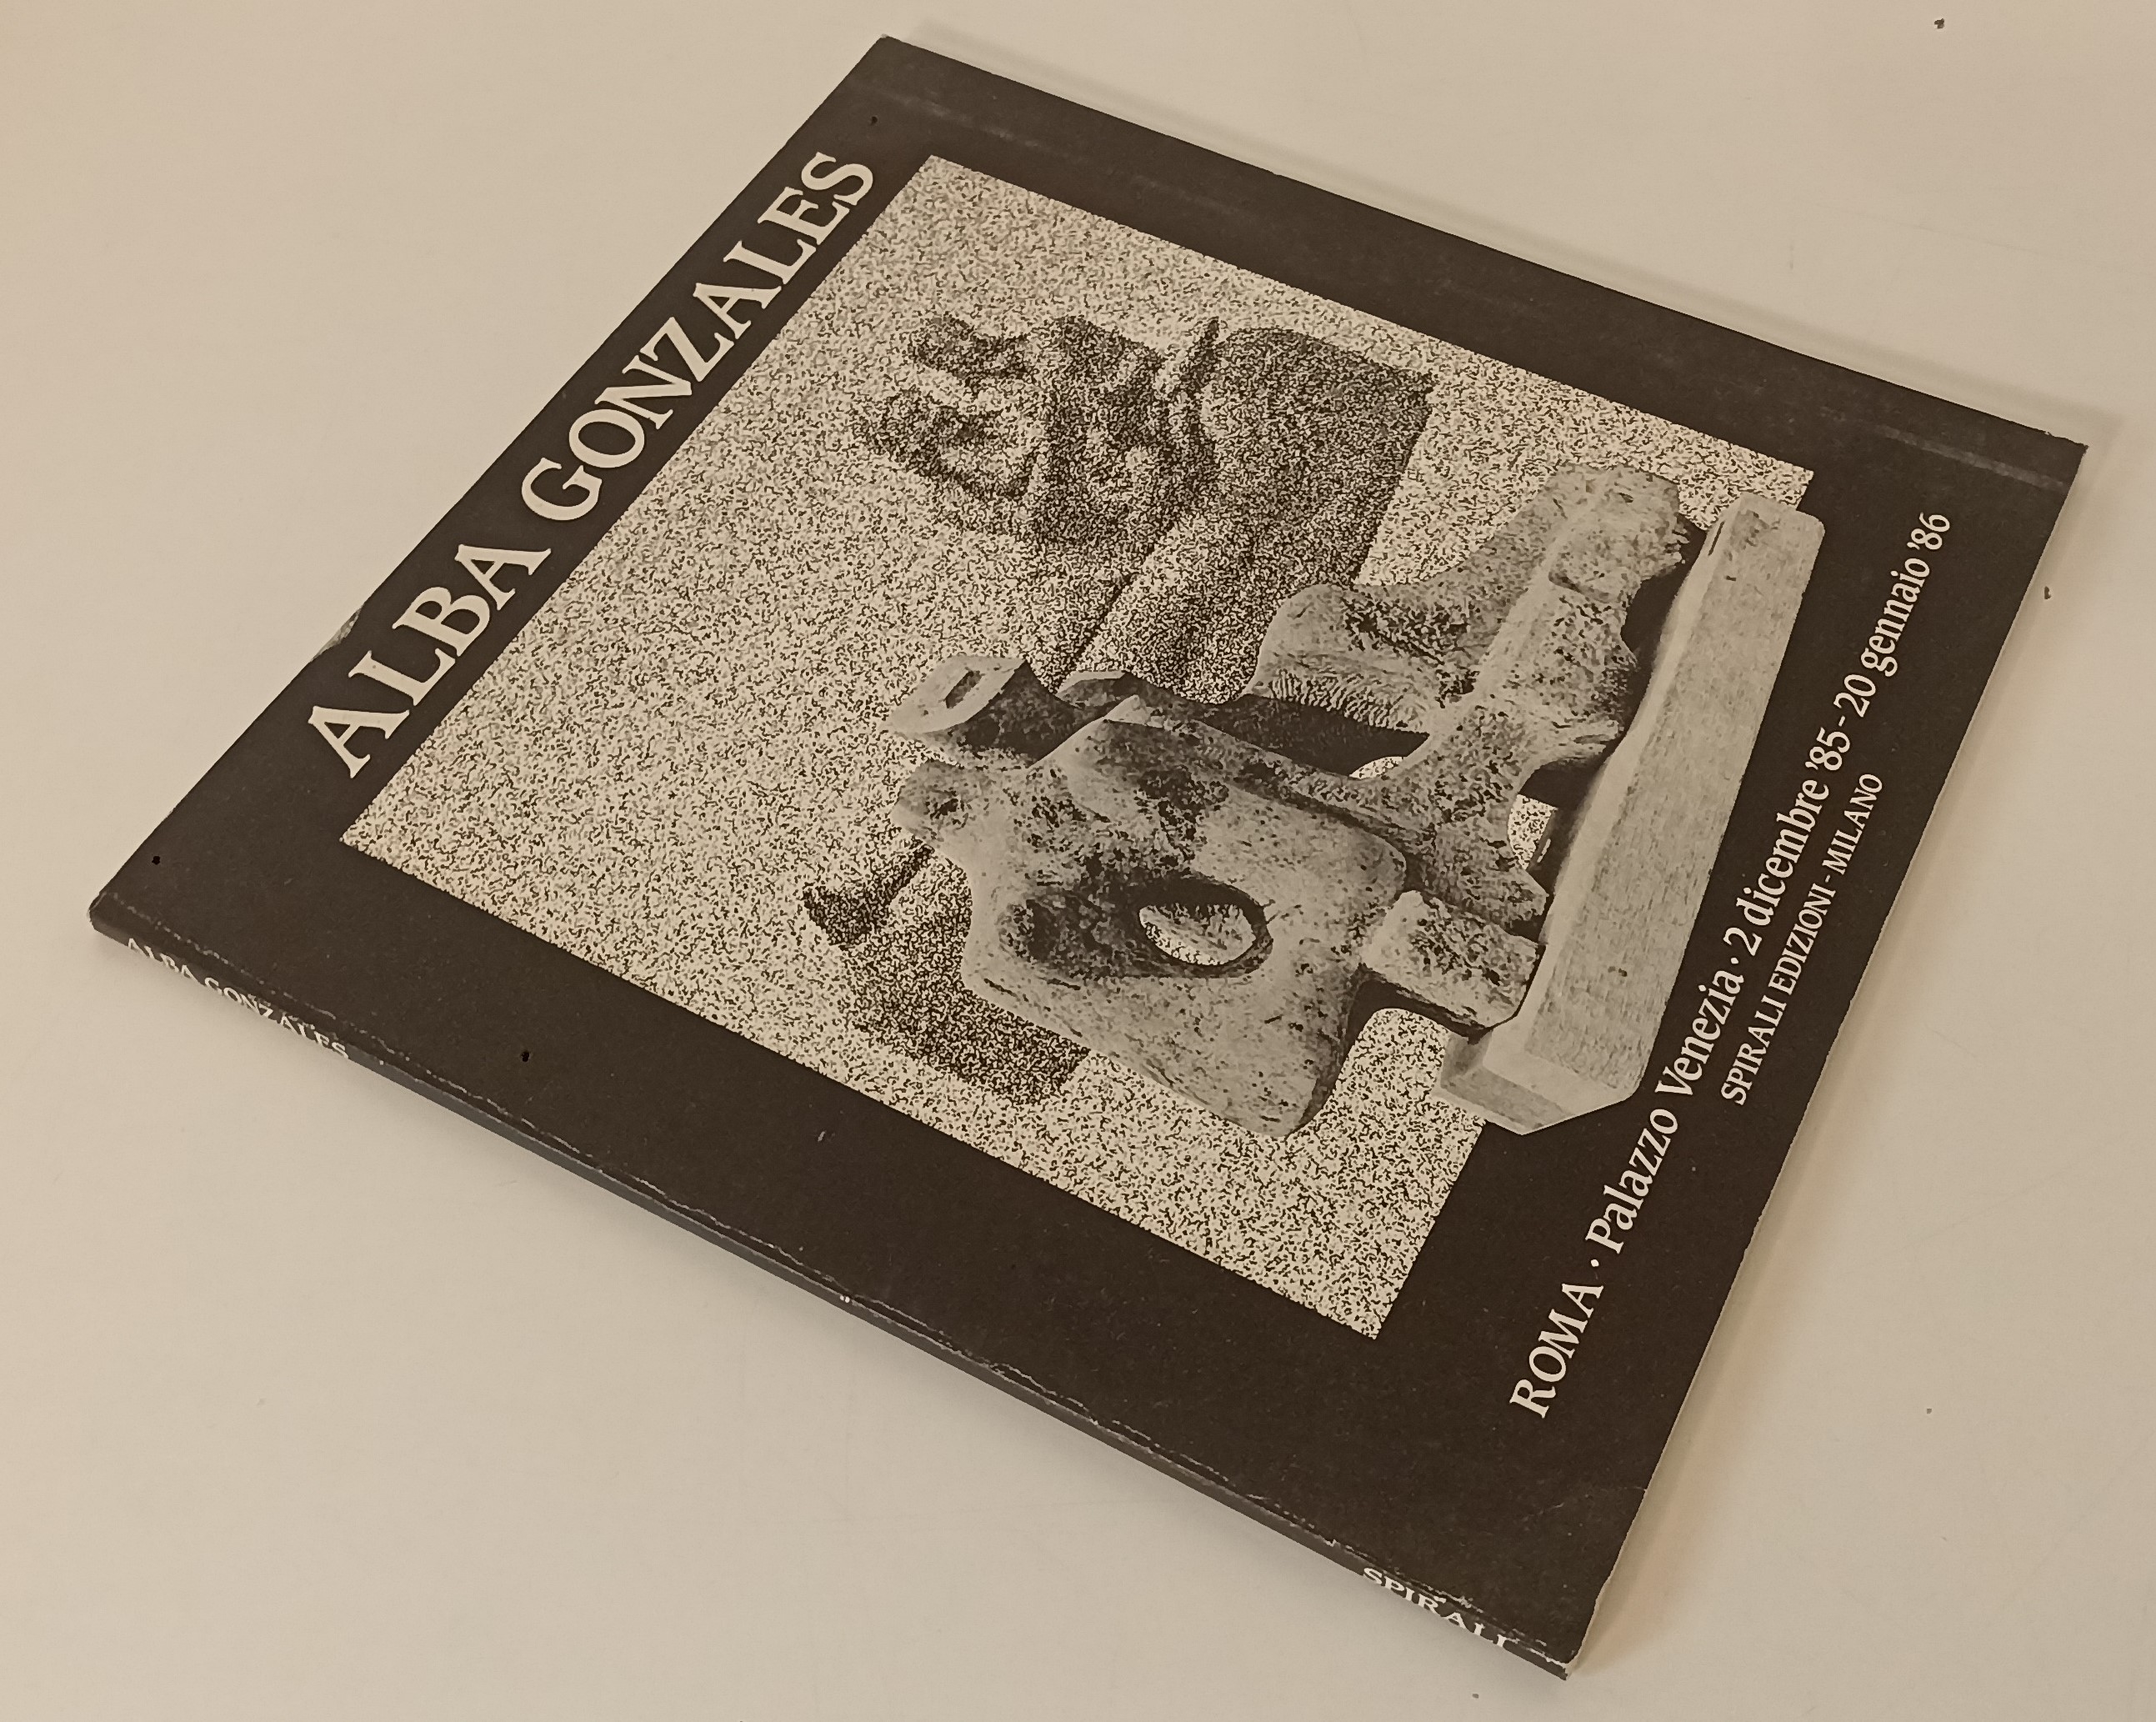 ALBA GONZALES
ROMA · Palazzo Venezia · 2 dicembre '85 - 20 gennaio '86
SPIRALI EDIZIONI - MILANO
ALBA GONZALES
SPIRALI